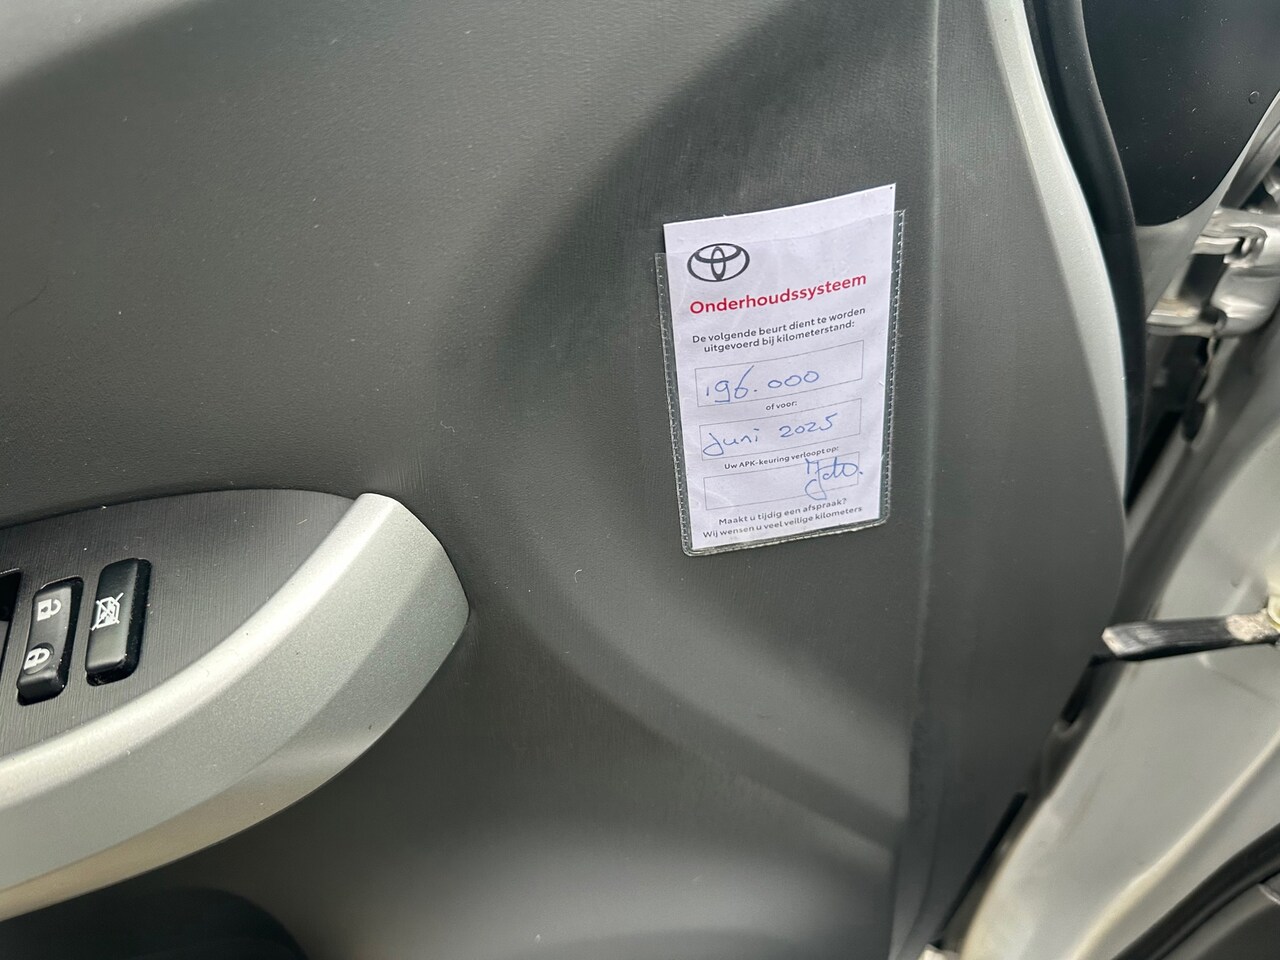 Onderhoudssysteem
De volgende beurt dient te worden
uitgevoerd bij kilometerstand:
196.000
of voor:
Juni 2025
Uw APK-keuring verloopt op:
Maakt u tijdig een afspraak?
Wij wensen u veel veilige kilometers